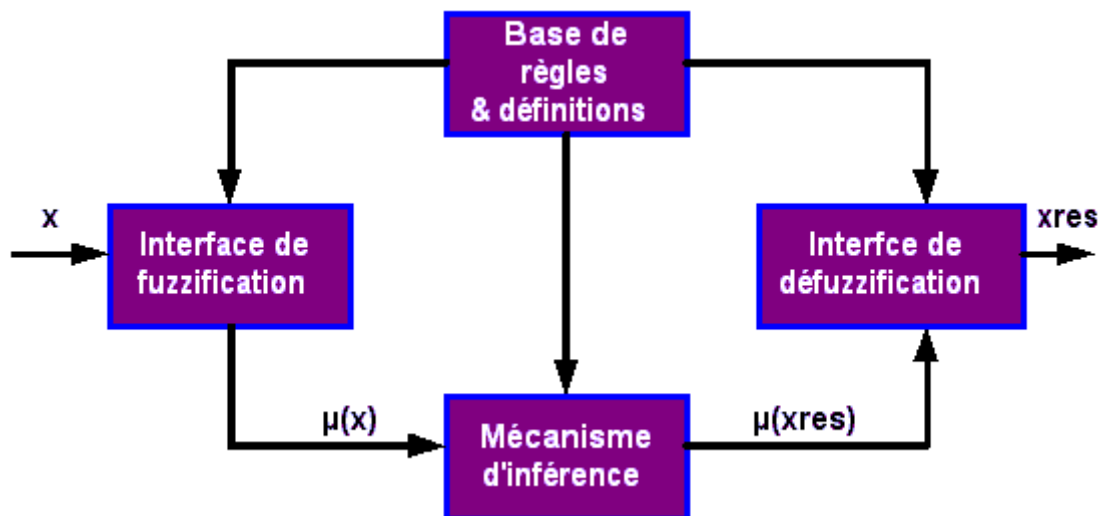 Base de
règles
& définitions
x
Interface de
fuzzification
Interfce de
défuzzification
xres
µ(x)
Mécanisme
d'inférence
µ(xres)